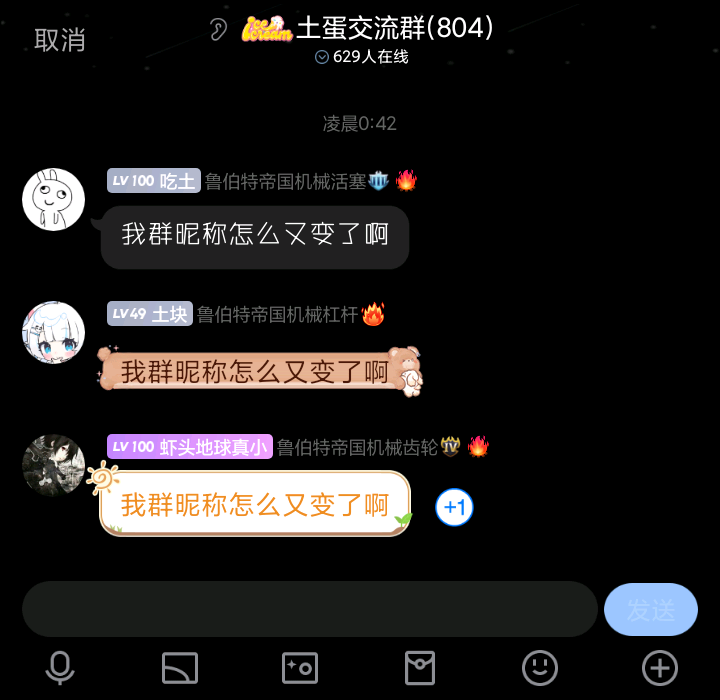 取消
ice cream 土蛋交流群(804)
629人在线
凌晨0:42
LV 100 吃土 鲁伯特帝国机械活塞
我群昵称怎么又变了啊
LV 49 土块 鲁伯特帝国机械杠杆
我群昵称怎么又变了啊
LV 100 虾头地球真小 鲁伯特帝国机械齿轮 IV
我群昵称怎么又变了啊
+1
发送